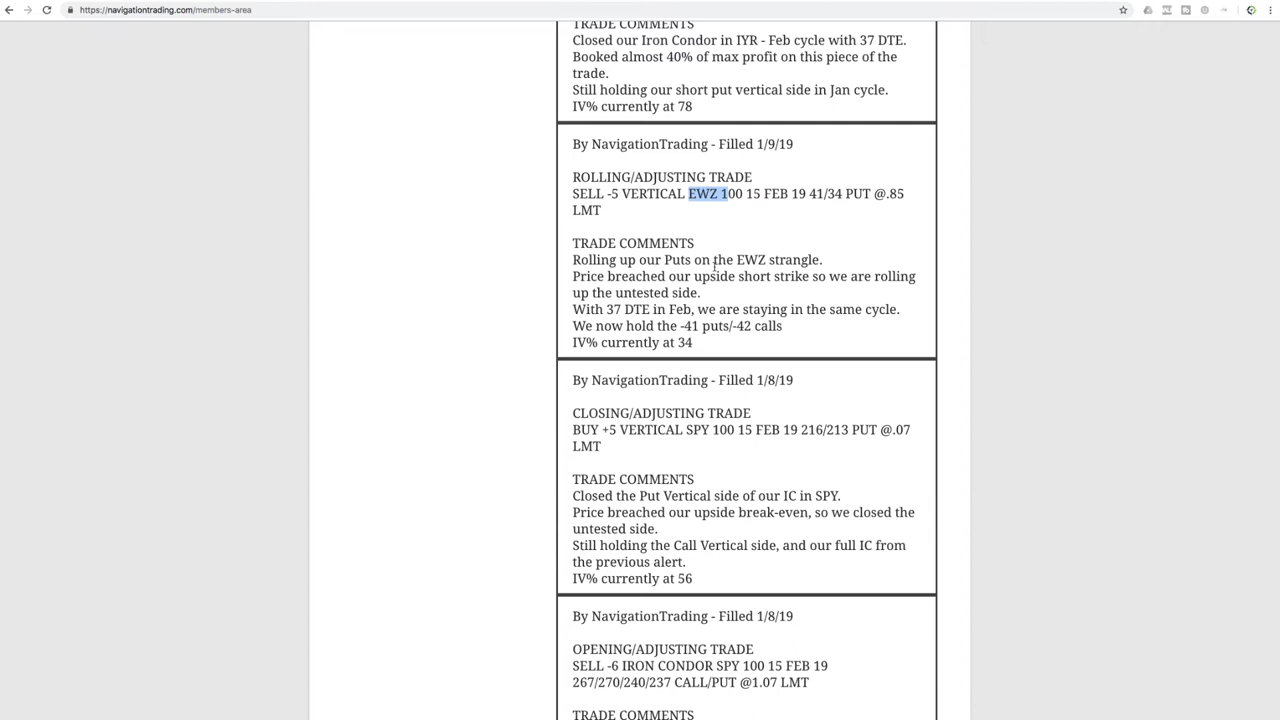 https://navigationtrading.com/members-area
TRADE COMMENTS
Closed our Iron Condor in IYR - Feb cycle with 37 DTE.
Booked almost 40% of max profit on this piece of the
trade.
Still holding our short put vertical side in Jan cycle.
IV% currently at 78
By NavigationTrading - Filled 1/9/19
ROLLING/ADJUSTING TRADE
SELL -5 VERTICAL EWZ 100 15 FEB 19 41/34 PUT @.85
LMT
TRADE COMMENTS
Rolling up our Puts on the EWZ strangle.
Price breached our upside short strike so we are rolling
up the untested side.
With 37 DTE in Feb, we are staying in the same cycle.
We now hold the -41 puts/-42 calls
IV% currently at 34
By NavigationTrading - Filled 1/8/19
CLOSING/ADJUSTING TRADE
BUY +5 VERTICAL SPY 100 15 FEB 19 216/213 PUT @.07
LMT
TRADE COMMENTS
Closed the Put Vertical side of our IC in SPY.
Price breached our upside break-even, so we closed the
untested side.
Still holding the Call Vertical side, and our full IC from
the previous alert.
IV% currently at 56
By NavigationTrading - Filled 1/8/19
OPENING/ADJUSTING TRADE
SELL -6 IRON CONDOR SPY 100 15 FEB 19
267/270/240/237 CALL/PUT @1.07 LMT
TRADE COMMENTS